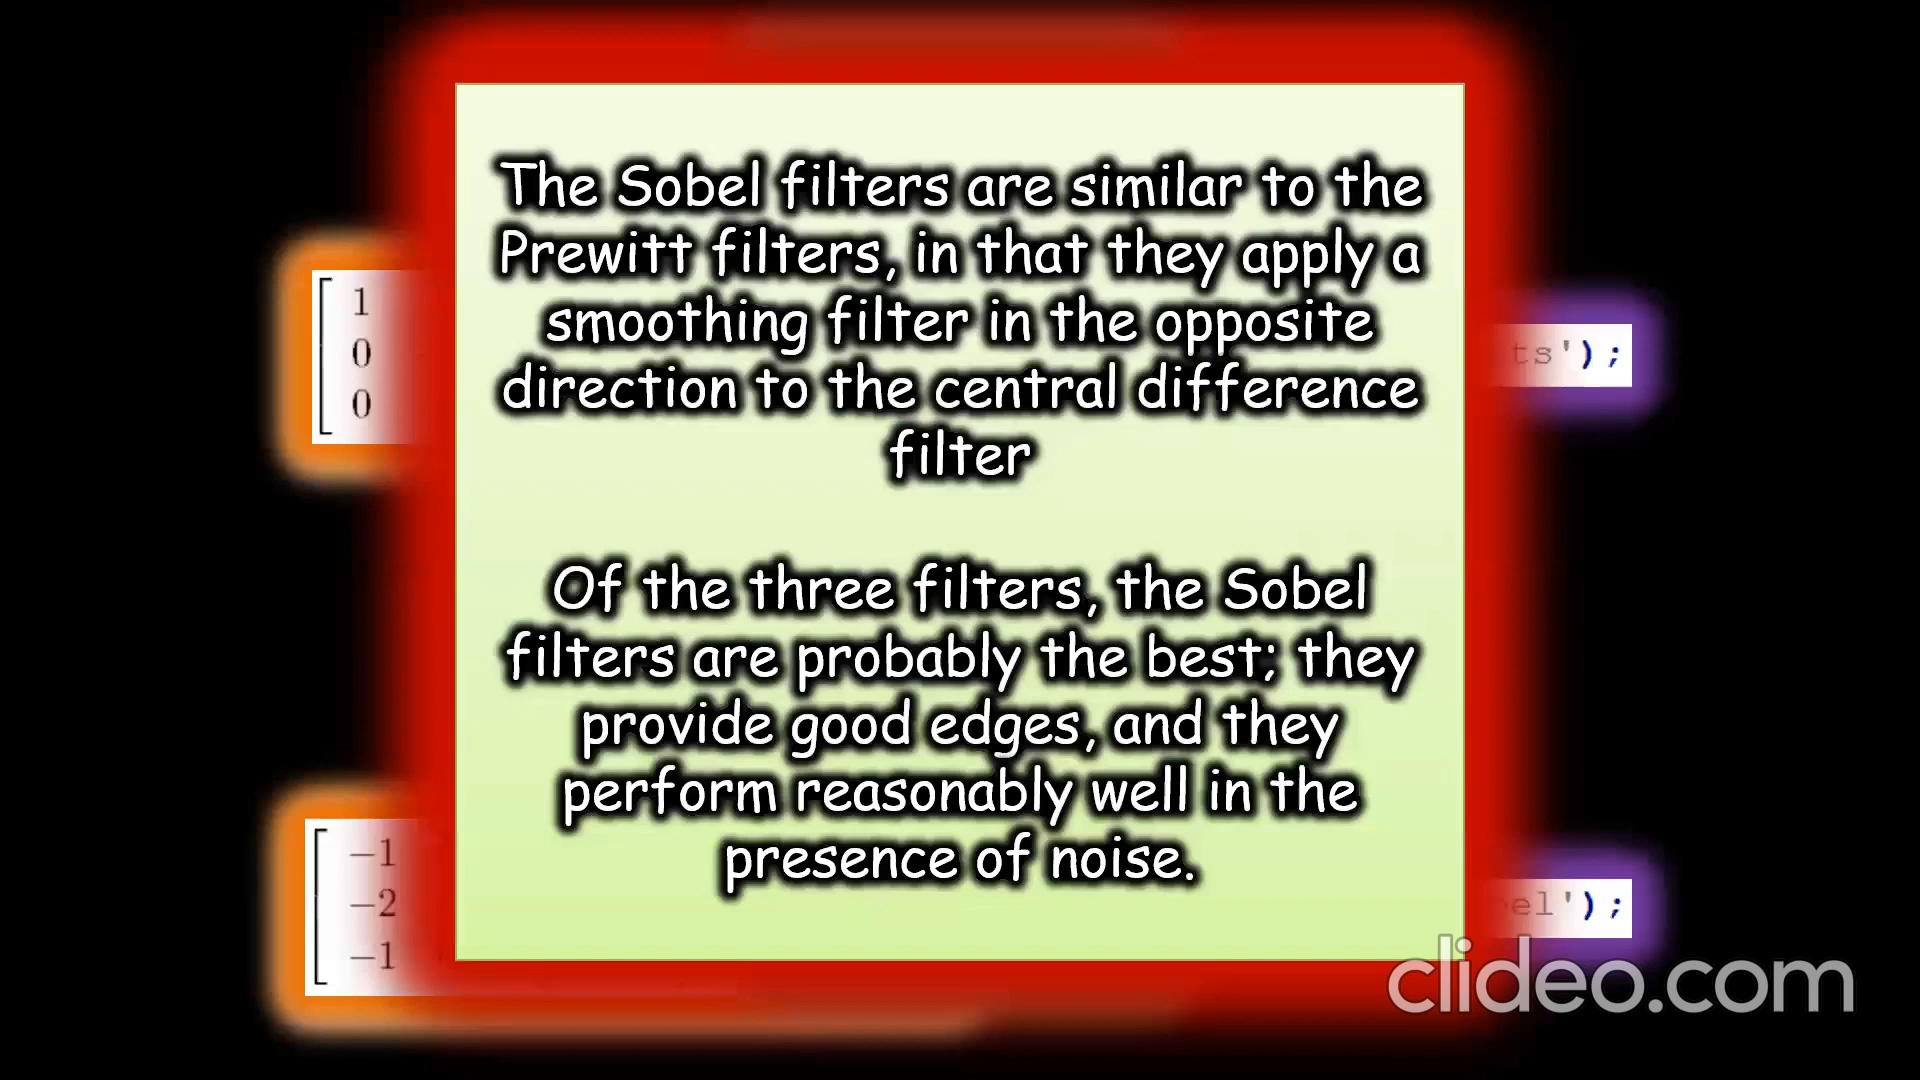 The Sobel filters are similar to the
Prewitt filters, in that they apply a
smoothing filter in the opposite
direction to the central difference
filter
Of the three filters, the Sobel
filters are probably the best; they
provide good edges, and they
perform reasonably well in the
presence of noise.
1
0
0
ts');
-1
-2
-1
el');
clideo.com